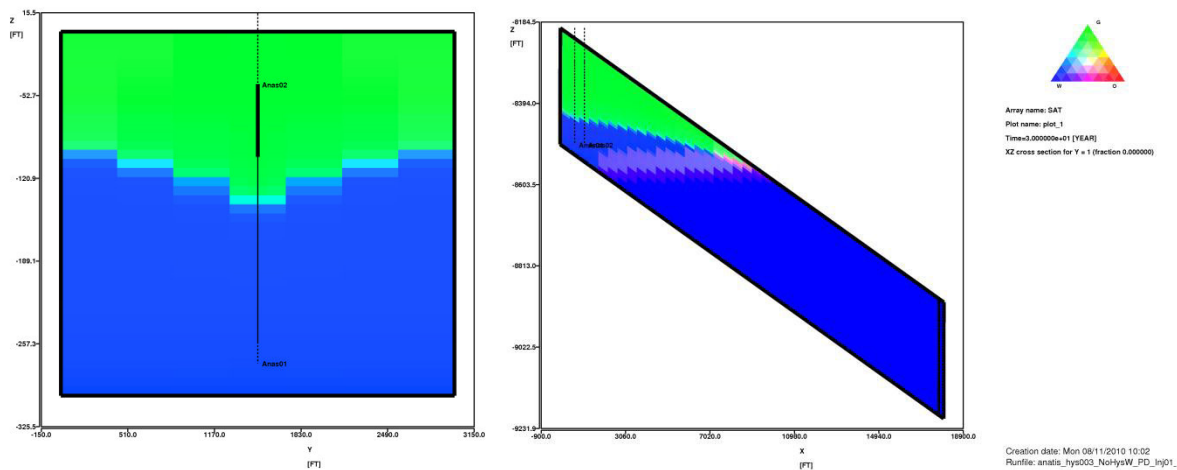 Z
[FT]
15.5
-52.7
-120.9
-189.1
-257.3
-325.5
Anas02
Anas01
-150.0 510.0 1170.0 1830.0 2490.0 3150.0
Y
[FT]
Z
[FT]
-8184.5
-8394.0
-8603.5
-8813.0
-9022.5
-9231.9
-900.0 3060.0 7020.0 10980.0 14940.0 18900.0
X
[FT]
G
W O
Array name: SAT
Plot name: plot_1
Time=3.000000e+01 [YEAR]
XZ cross section for Y = 1 (fraction 0.000000)
Creation date: Mon 08/11/2010 10:02
Runfile: anatis_hys003_NoHysW_PD_Inj01_